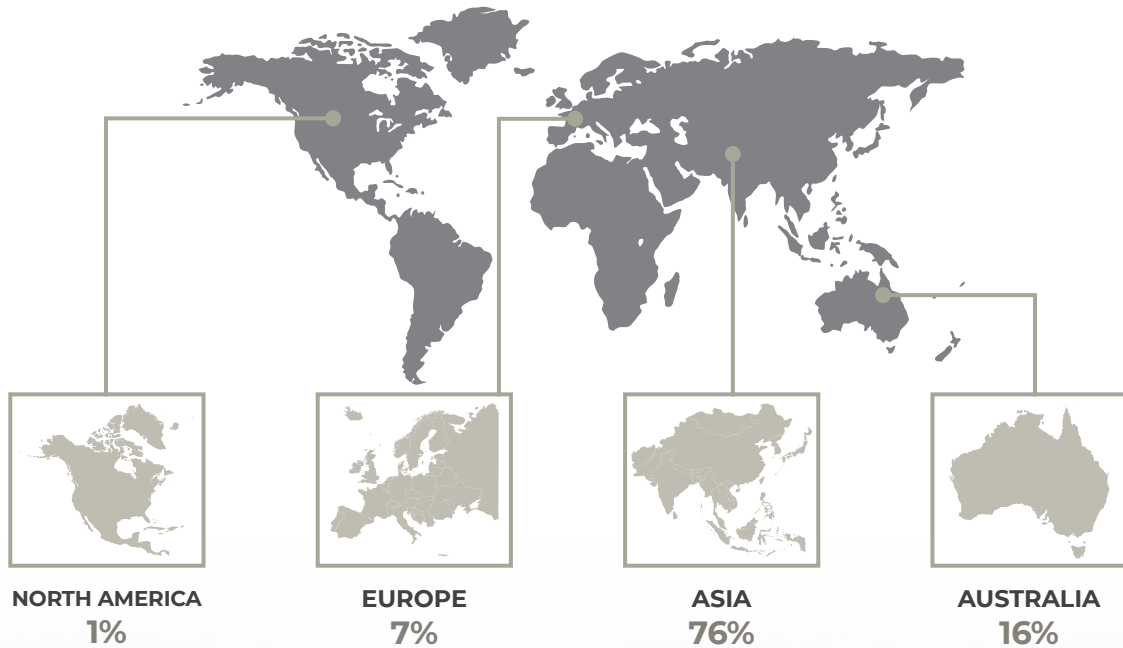 NORTH AMERICA
1%
EUROPE
7%
ASIA
76%
AUSTRALIA
16%